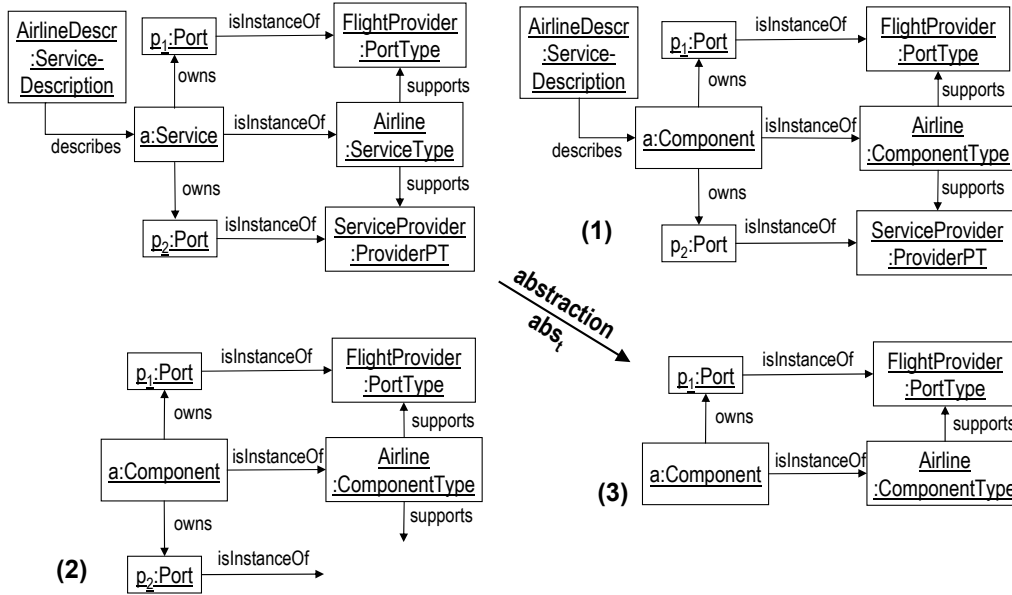 AirlineDescr
:Service-
Description
describes
p1:Port
isInstanceOf
FlightProvider
:PortType
owns
supports
a:Service
isInstanceOf
Airline
:ServiceType
owns
supports
p2:Port
isInstanceOf
ServiceProvider
:ProviderPT
AirlineDescr
:Service-
Description
describes
p1:Port
isInstanceOf
FlightProvider
:PortType
owns
supports
a:Component
isInstanceOf
Airline
:ComponentType
owns
supports
(1)
p2:Port
isInstanceOf
ServiceProvider
:ProviderPT
abstraction
abst
p1:Port
isInstanceOf
FlightProvider
:PortType
owns
supports
a:Component
isInstanceOf
Airline
:ComponentType
owns
supports
(2)
p2:Port
isInstanceOf
p1:Port
isInstanceOf
FlightProvider
:PortType
owns
supports
(3)
a:Component
isInstanceOf
Airline
:ComponentType